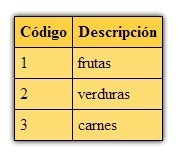 Código Descripción
1 frutas
2 verduras
3 carnes